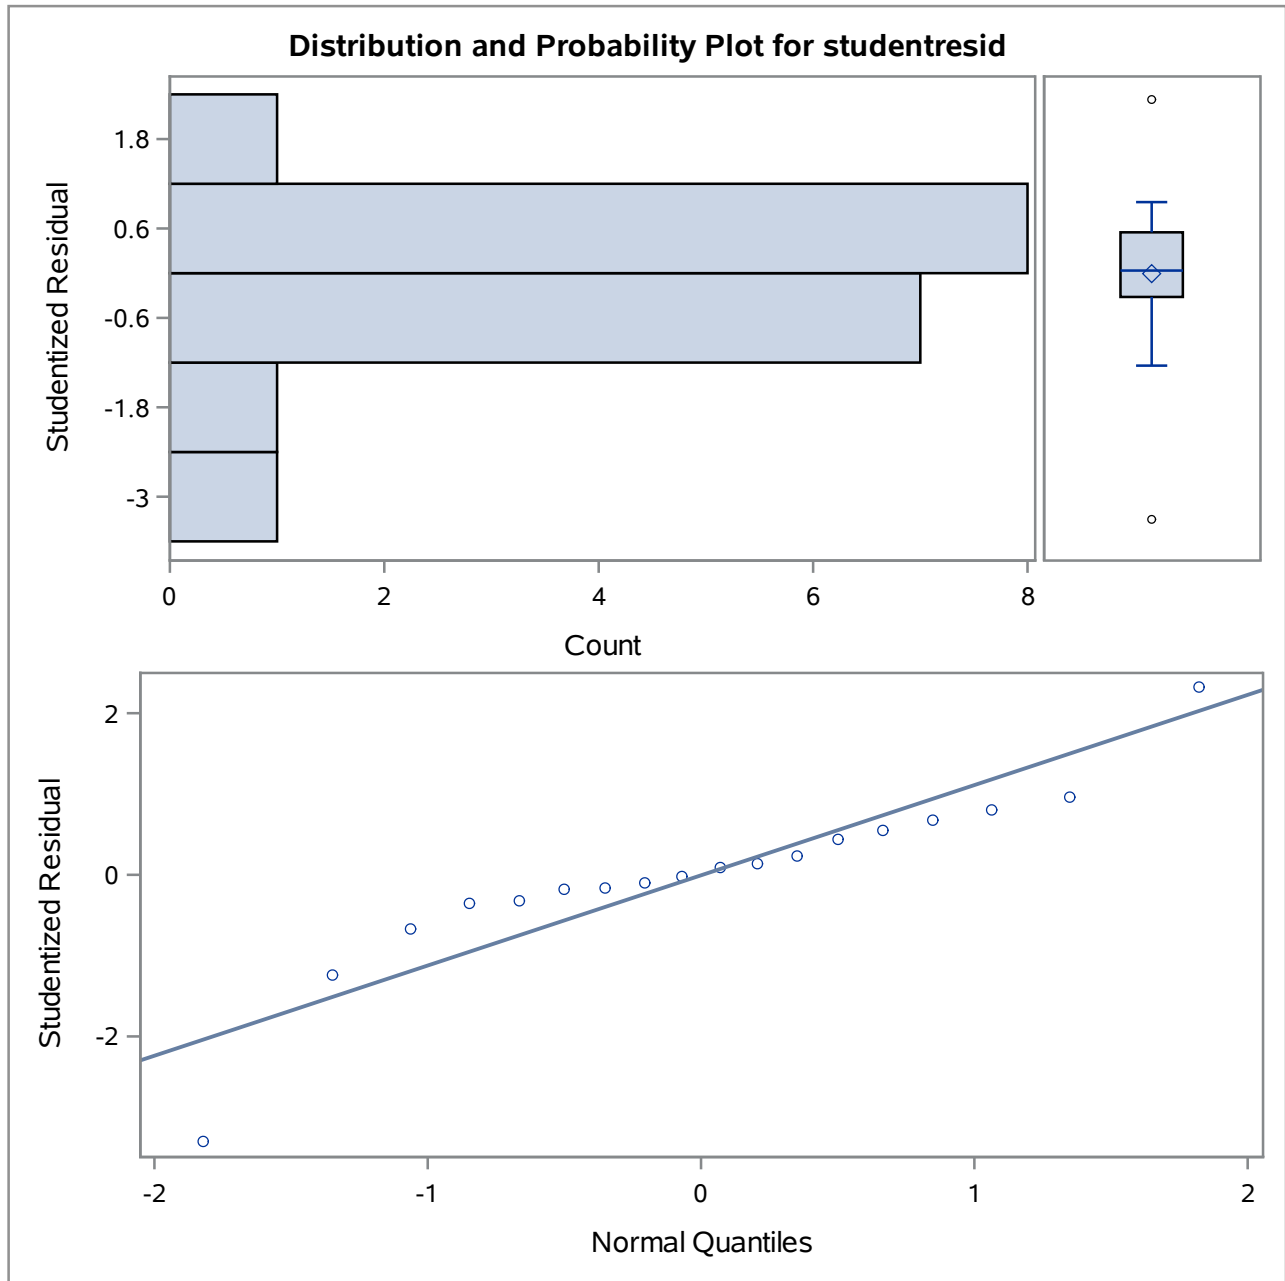 Distribution and Probability Plot for studentresid
Studentized Residual
1.8
0.6
-0.6
-1.8
-3
0 2 4 6 8
Count
Studentized Residual
2
0
-2
-2 -1 0 1 2
Normal Quantiles